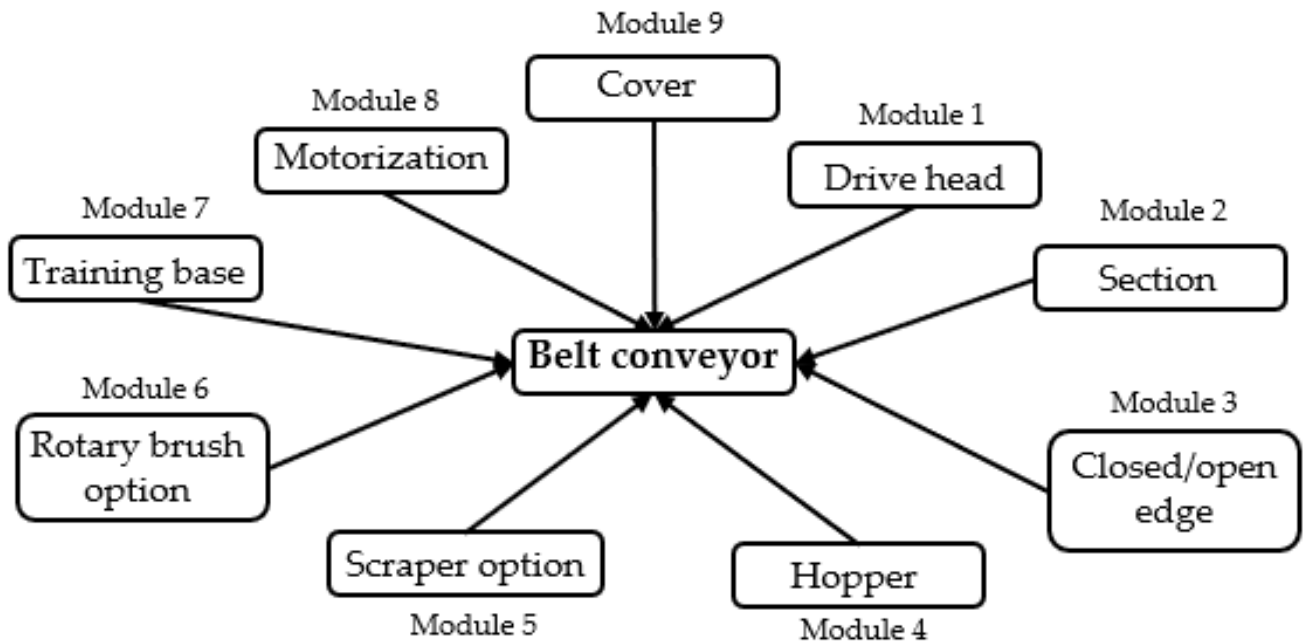 Module 9
Cover
Module 8
Motorization
Module 1
Drive head
Module 7
Training base
Module 2
Section
Belt conveyor
Module 6
Rotary brush
option
Module 3
Closed/open
edge
Scraper option
Module 5
Hopper
Module 4